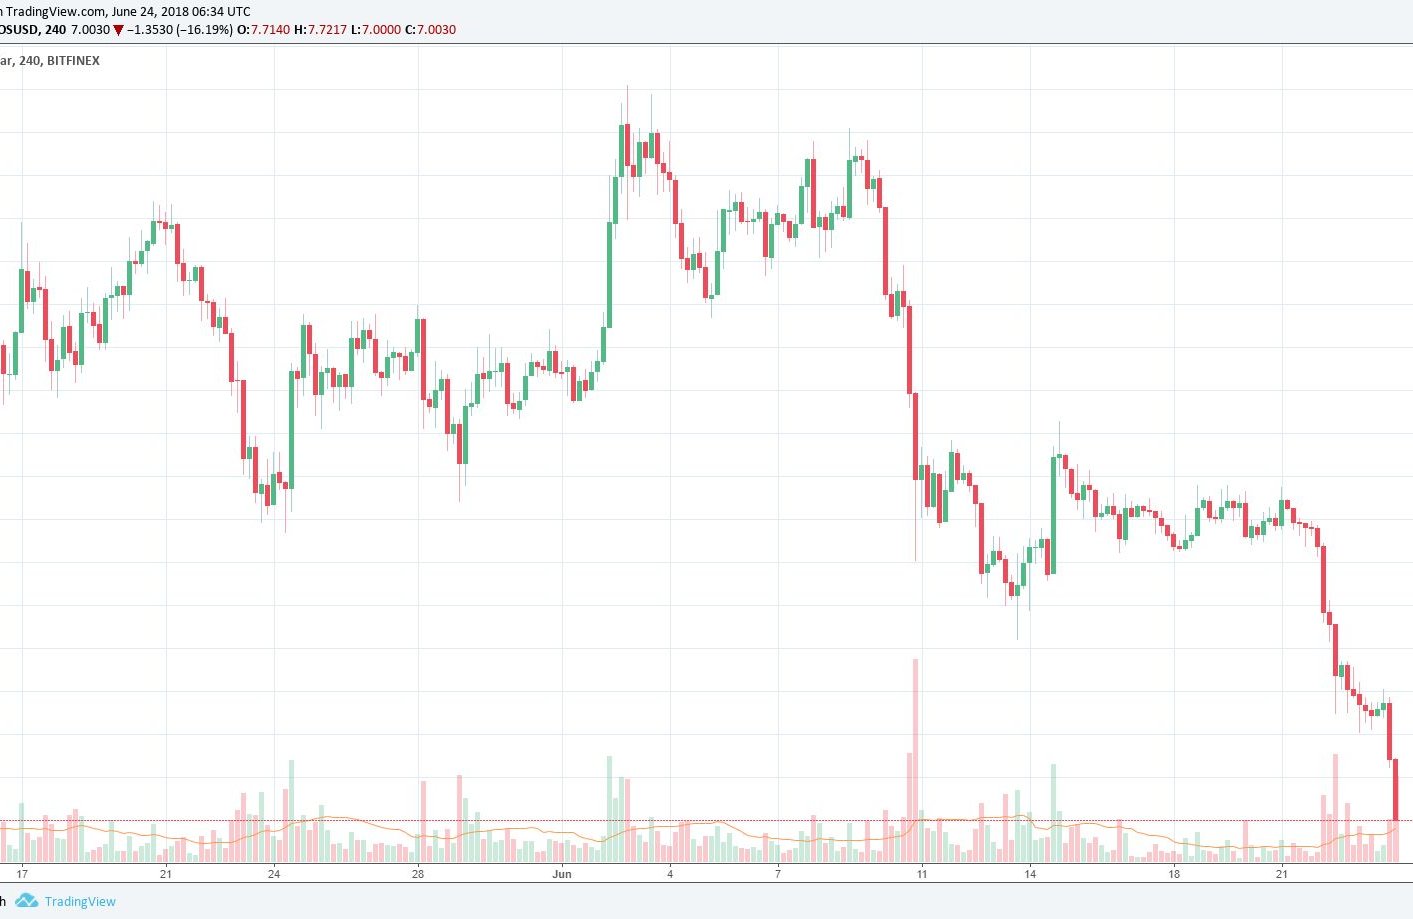 TradingView.com, June 24, 2018 06:34 UTC
OSUSD, 240 7.0030 ▼ −1.3530 (−16.19%) O:7.7140 H:7.7217 L:7.0000 C:7.0030
ar, 240, BITFINEX
17 21 24 28 Jun 4 7 11 14 18 21
h TradingView